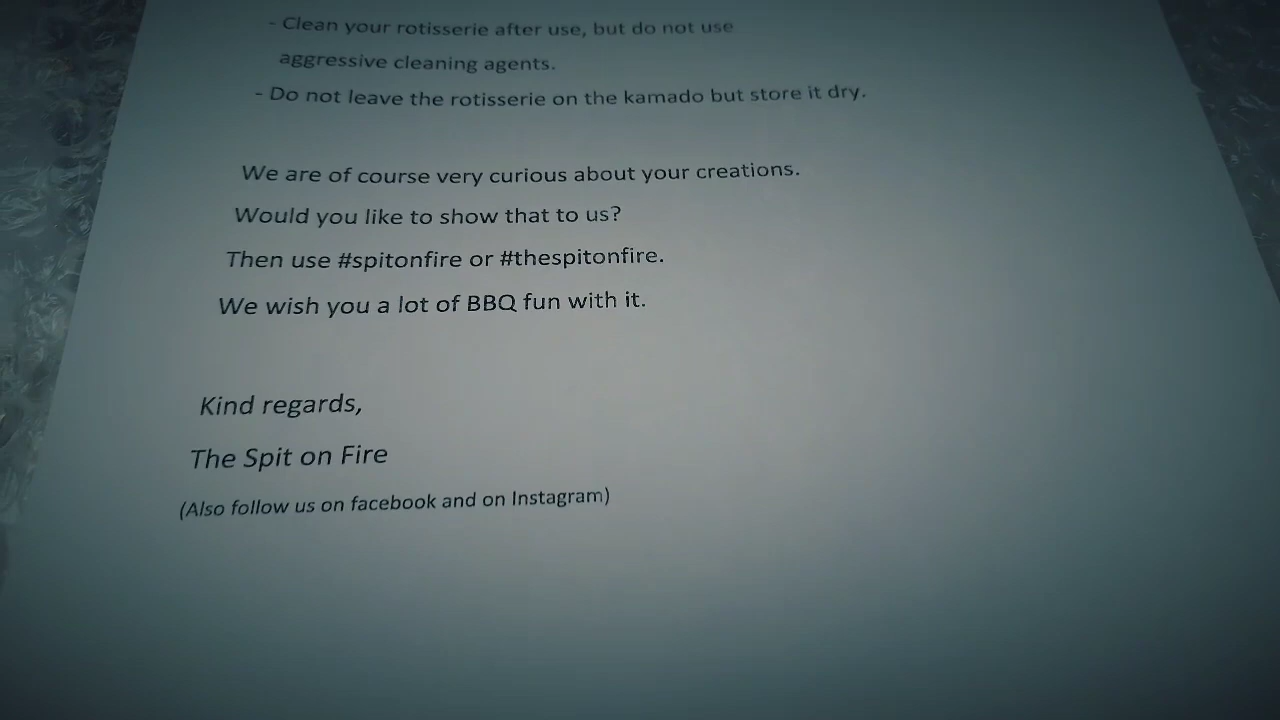 - Clean your rotisserie after use, but do not use
aggressive cleaning agents.
- Do not leave the rotisserie on the kamado but store it dry.
We are of course very curious about your creations.
Would you like to show that to us?
Then use #spitonfire or #thespitonfire.
We wish you a lot of BBQ fun with it.
Kind regards,
The Spit on Fire
(Also follow us on facebook and on Instagram)